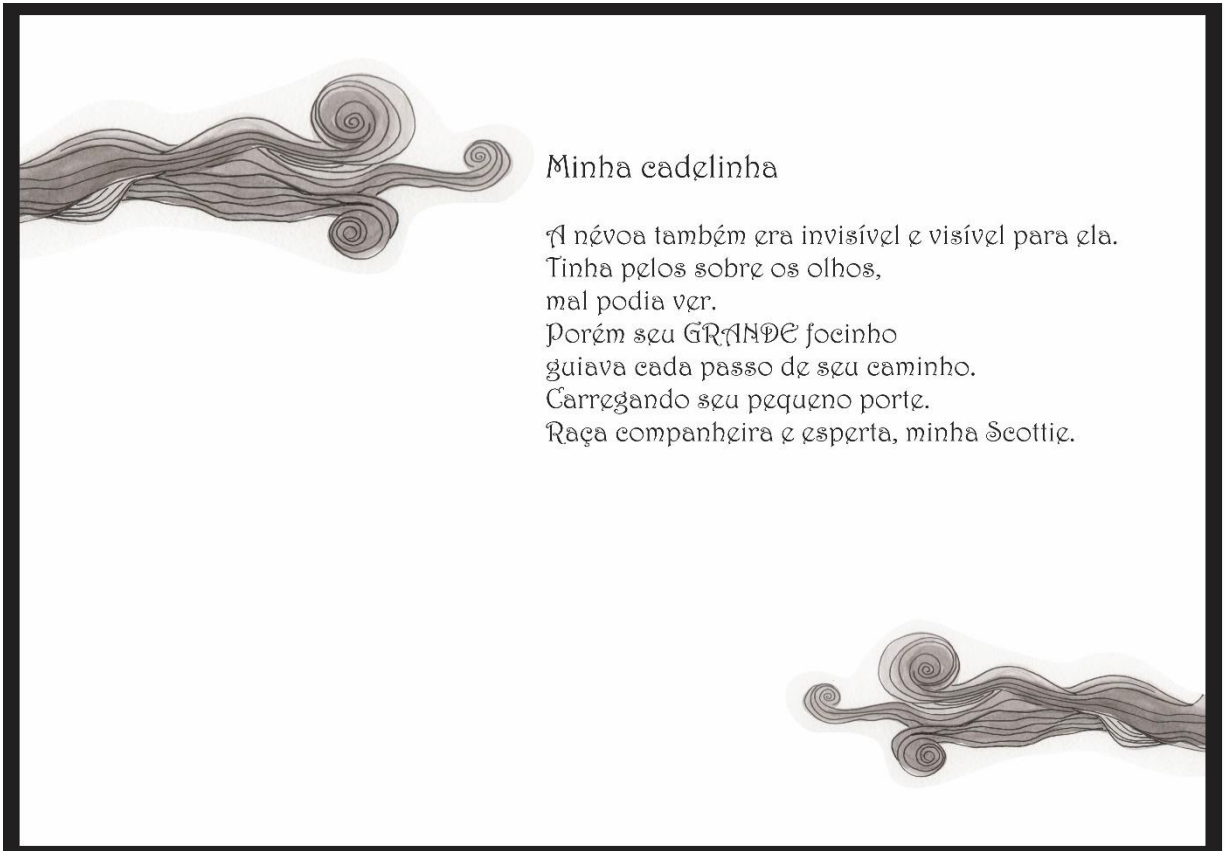 Minha cadelinha
A névoa também era invisível e visível para ela.
Tinha pelos sobre os olhos,
mal podia ver.
Porém seu GRANDE focinho
guiava cada passo de seu caminho.
Carregando seu pequeno porte.
Raça companheira e esperta, minha Scottie.